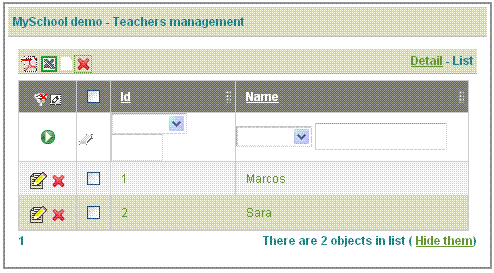 MySchool demo - Teachers management
Detail - List
Id Name
1 Marcos
2 Sara
1 There are 2 objects in list ( Hide them)